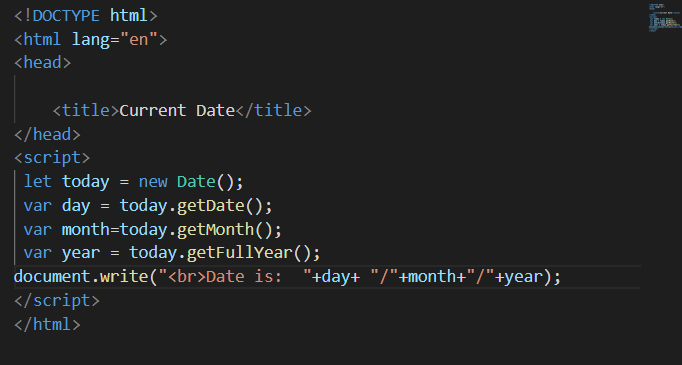 <!DOCTYPE html>
<html lang="en">
<head>

    <title>Current Date</title>
</head>
<script>
 let today = new Date();
 var day = today.getDate();
 var month=today.getMonth();
 var year = today.getFullYear();
document.write("<br>Date is:  "+day+ "/"+month+"/"+year);
</script>
</html>